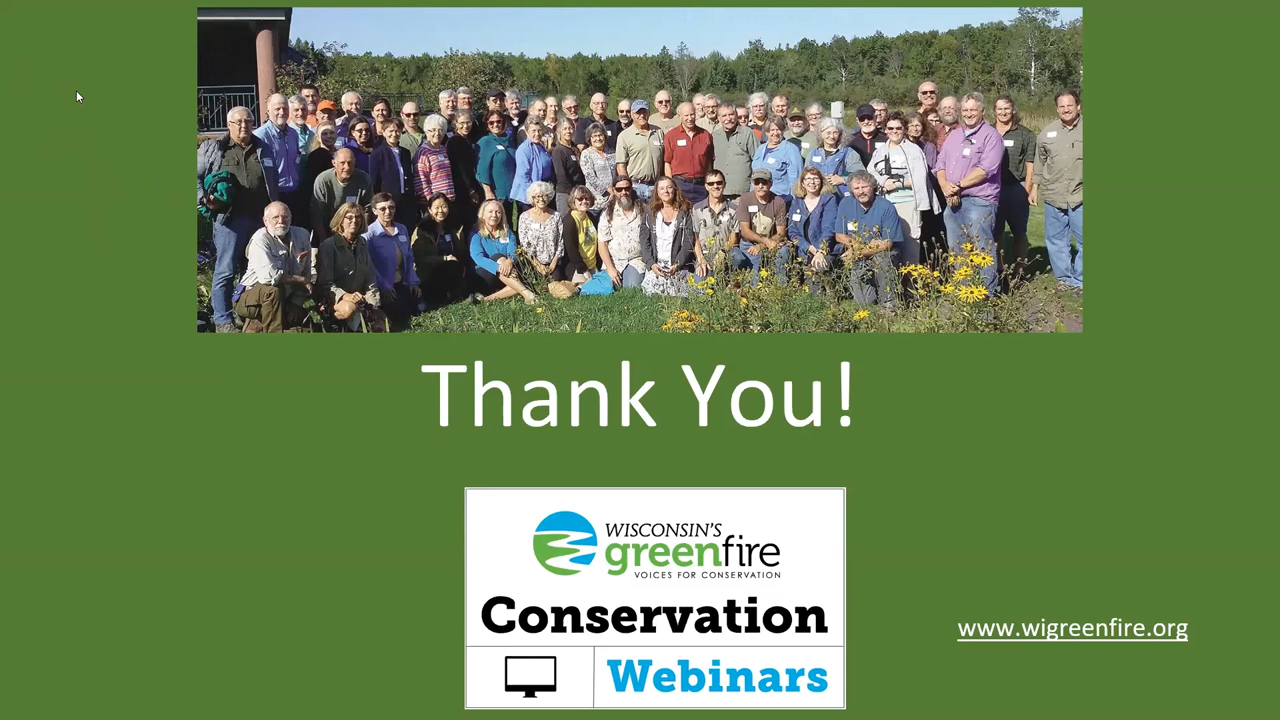 Thank You!
WISCONSIN'S
greenfire
VOICES FOR CONSERVATION
Conservation
Webinars
www.wigreenfire.org